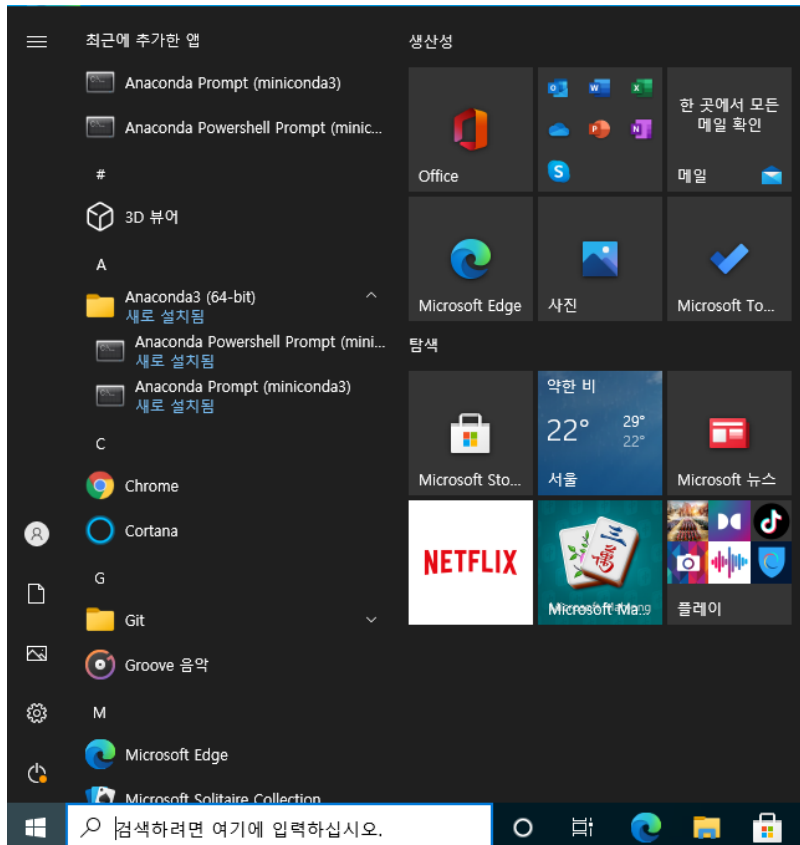 최근에 추가한 앱
Anaconda Prompt (miniconda3)
Anaconda Powershell Prompt (minic...
#
3D 뷰어
A
Anaconda3 (64-bit)
새로 설치됨
Anaconda Powershell Prompt (mini...
새로 설치됨
Anaconda Prompt (miniconda3)
새로 설치됨
C
Chrome
Cortana
G
Git
Groove 음악
M
Microsoft Edge
Microsoft Solitaire Collection
생산성
Office
한 곳에서 모든
메일 확인
메일
Microsoft Edge
사진
Microsoft To...
탐색
Microsoft Sto...
약한 비
22° 29°
22°
서울
Microsoft 뉴스
NETFLIX
Microsoft Ma...
플레이
검색하려면 여기에 입력하십시오.